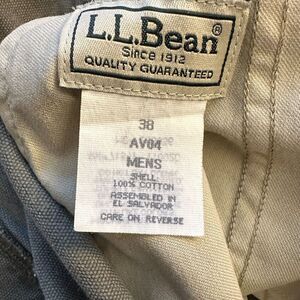 L.L.Bean®
Since 1912
QUALITY GUARANTEED
38
AV04
MENS
SHELL
100% COTTON
ASSEMBLED IN
EL SALVADOR
CARE ON REVERSE